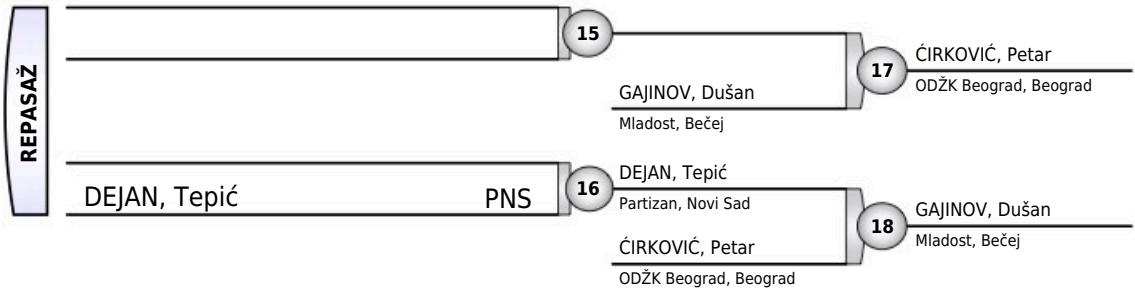 REPASAŽ
15
GAJINOV, Dušan
Mladost, Bečej
17
ĆIRKOVIĆ, Petar
ODŽK Beograd, Beograd
DEJAN, Tepić PNS
16
DEJAN, Tepić
Partizan, Novi Sad
ĆIRKOVIĆ, Petar
ODŽK Beograd, Beograd
18
GAJINOV, Dušan
Mladost, Bečej